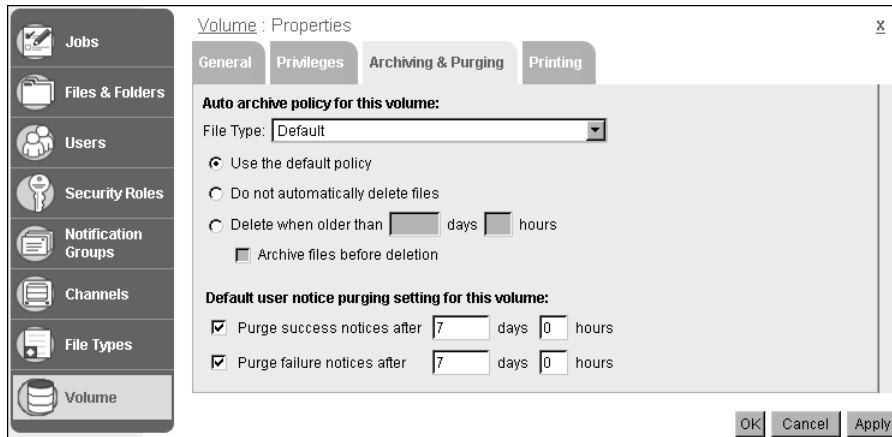 Jobs
Files & Folders
Users
Security Roles
Notification
Groups
Channels
File Types
Volume
Volume : Properties
x
General
Privileges
Archiving & Purging
Printing
Auto archive policy for this volume:
File Type: Default
Use the default policy
Do not automatically delete files
Delete when older than days hours
Archive files before deletion
Default user notice purging setting for this volume:
Purge success notices after 7 days 0 hours
Purge failure notices after 7 days 0 hours
OK Cancel Apply